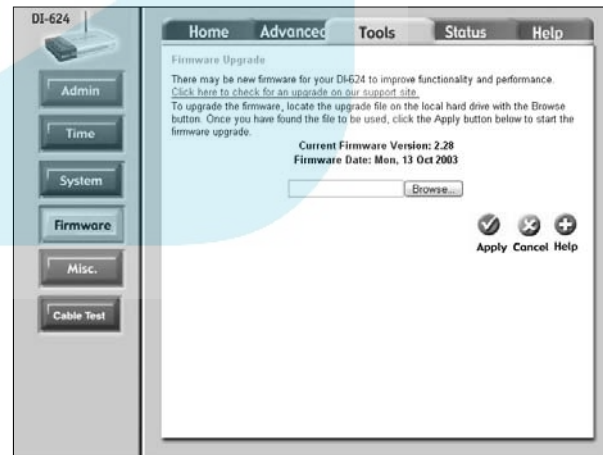 DI-624
Home Advanced Tools Status Help
Admin
Time
System
Firmware
Misc.
Cable Test
Firmware Upgrade
There may be new firmware for your DI-624 to improve functionality and performance.
Click here to check for an upgrade on our support site.
To upgrade the firmware, locate the upgrade file on the local hard drive with the Browse
button. Once you have found the file to be used, click the Apply button below to start the
firmware upgrade.
Current Firmware Version: 2.28
Firmware Date: Mon, 13 Oct 2003
Browse...
Apply Cancel Help